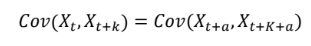 Cov(X_t, X_{t+k}) = Cov(X_{t+a}, X_{t+K+a})